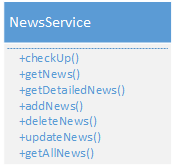 NewsService
+checkUp()
+getNews()
+getDetailedNews()
+addNews()
+deleteNews()
+updateNews()
+getAllNews()